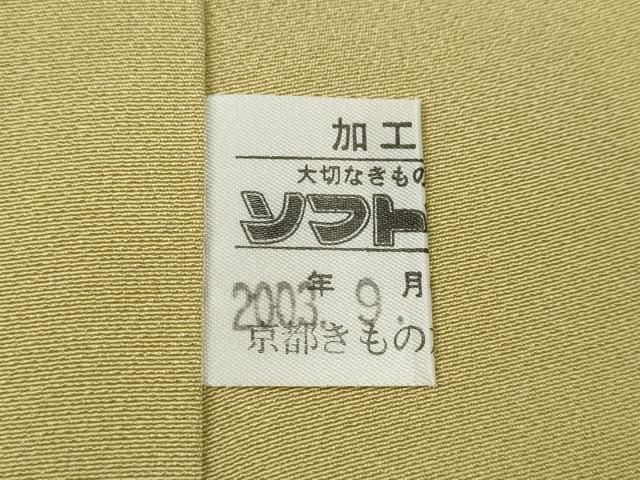 加工
大切なきもの
ソフト
年 月
2003. 9.
京都きもの